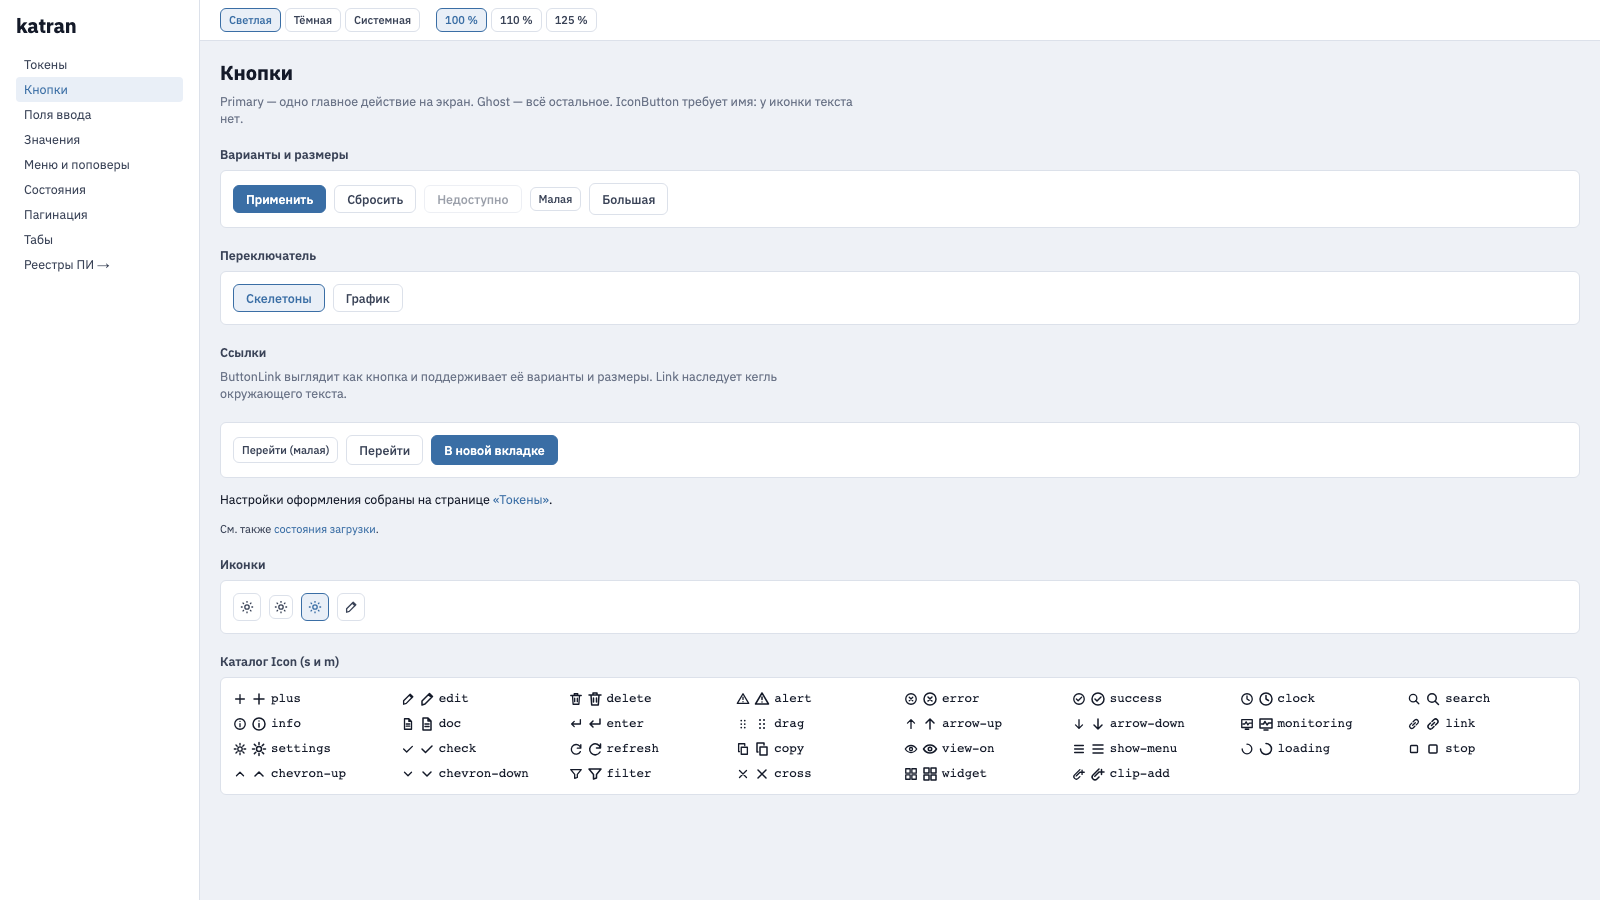 katran
Токены
Кнопки
Поля ввода
Значения
Меню и поповеры
Состояния
Пагинация
Табы
Реестры ПИ →
Светлая Тёмная Системная 100 % 110 % 125 %
Кнопки
Primary — одно главное действие на экран. Ghost — всё остальное. IconButton требует имя: у иконки текста
нет.
Варианты и размеры
Применить Сбросить Недоступно Малая Большая
Переключатель
Скелетоны График
Ссылки
ButtonLink выглядит как кнопка и поддерживает её варианты и размеры. Link наследует кегль
окружающего текста.
Перейти (малая) Перейти В новой вкладке
Настройки оформления собраны на странице «Токены».
См. также состояния загрузки.
Иконки
Каталог Icon (s и m)
plus edit delete alert error success clock search
info doc enter drag arrow-up arrow-down monitoring link
settings check refresh copy view-on show-menu loading stop
chevron-up chevron-down filter cross widget clip-add